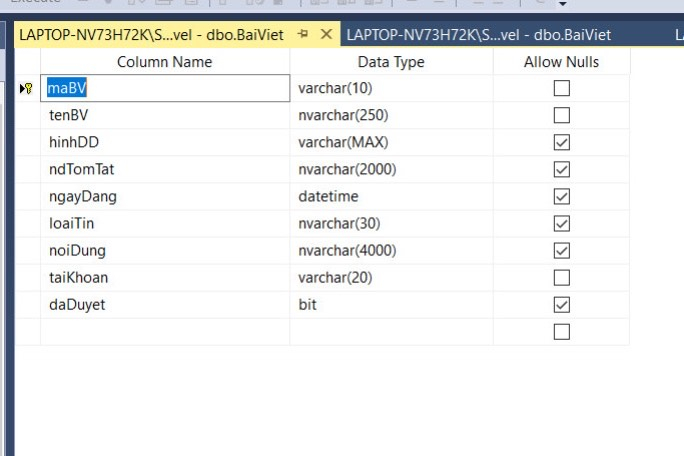 Execute
LAPTOP-NV73H72K\S...vel - dbo.BaiViet LAPTOP-NV73H72K\S...vel - dbo.BaiViet L
Column Name Data Type Allow Nulls
maBV varchar(10)
tenBV nvarchar(250)
hinhDD varchar(MAX)
ndTomTat nvarchar(2000)
ngayDang datetime
loaiTin nvarchar(30)
noiDung nvarchar(4000)
taiKhoan varchar(20)
daDuyet bit